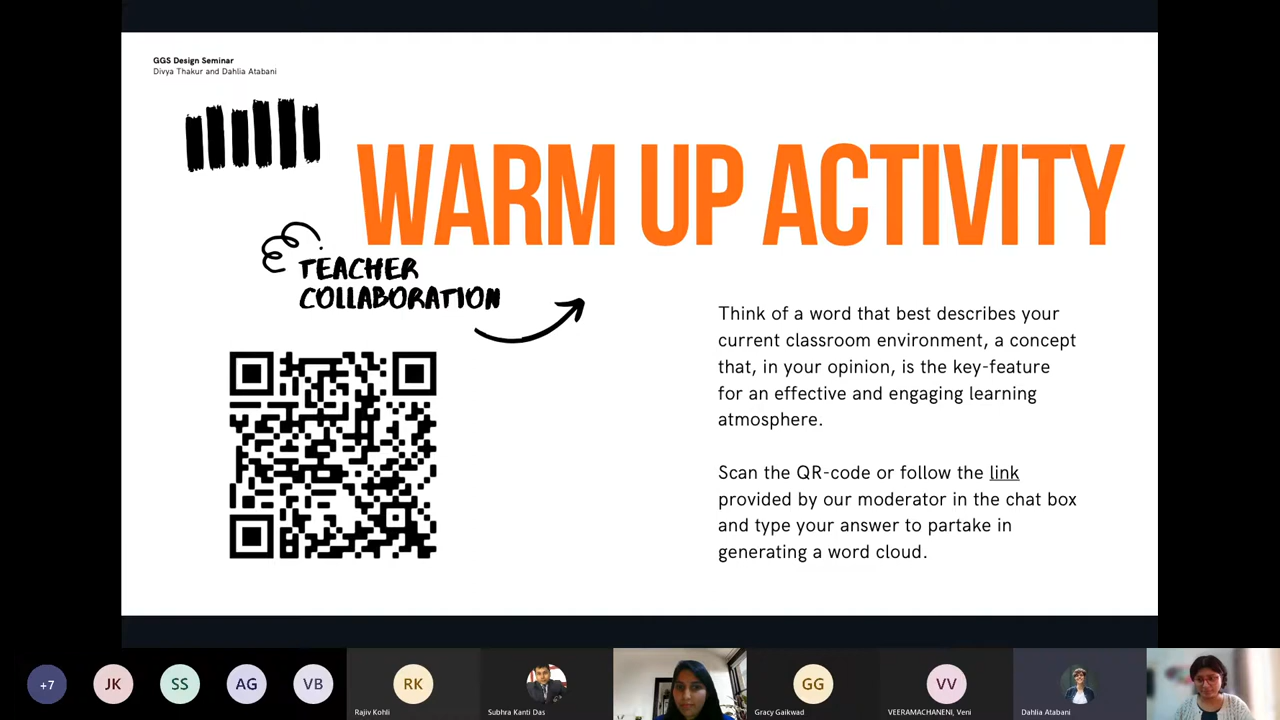 GGS Design Seminar
Divya Thakur and Dahlia Atabani
WARM UP ACTIVITY
TEACHER
COLLABORATION
Think of a word that best describes your
current classroom environment, a concept
that, in your opinion, is the key-feature
for an effective and engaging learning
atmosphere.
Scan the QR-code or follow the link
provided by our moderator in the chat box
and type your answer to partake in
generating a word cloud.
+7
JK
SS
AG
VB
RK
Rajiv Kohli
Subhra Kanti Das
GG
Gracy Gaikwad
VV
VEERAMACHANENI, Veni
Dahlia Atabani